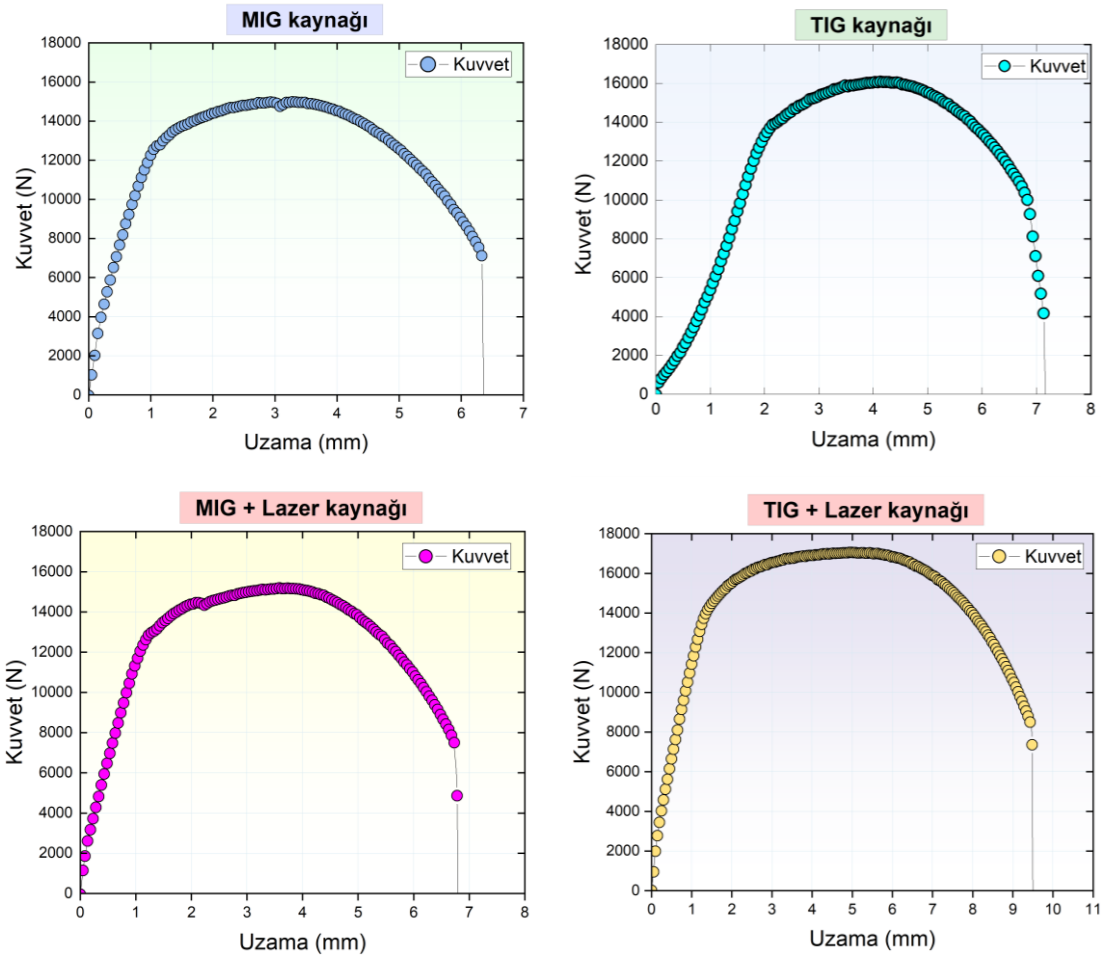 MIG kaynağı
18000
16000
14000
12000
10000
8000
6000
4000
2000
0
Kuvvet (N)
Kuvvet
0 1 2 3 4 5 6 7
Uzama (mm)
TIG kaynağı
18000
16000
14000
12000
10000
8000
6000
4000
2000
0
Kuvvet (N)
Kuvvet
0 1 2 3 4 5 6 7 8
Uzama (mm)
MIG + Lazer kaynağı
18000
16000
14000
12000
10000
8000
6000
4000
2000
0
Kuvvet (N)
Kuvvet
0 1 2 3 4 5 6 7 8
Uzama (mm)
TIG + Lazer kaynağı
18000
16000
14000
12000
10000
8000
6000
4000
2000
0
Kuvvet (N)
Kuvvet
0 1 2 3 4 5 6 7 8 9 10 11
Uzama (mm)